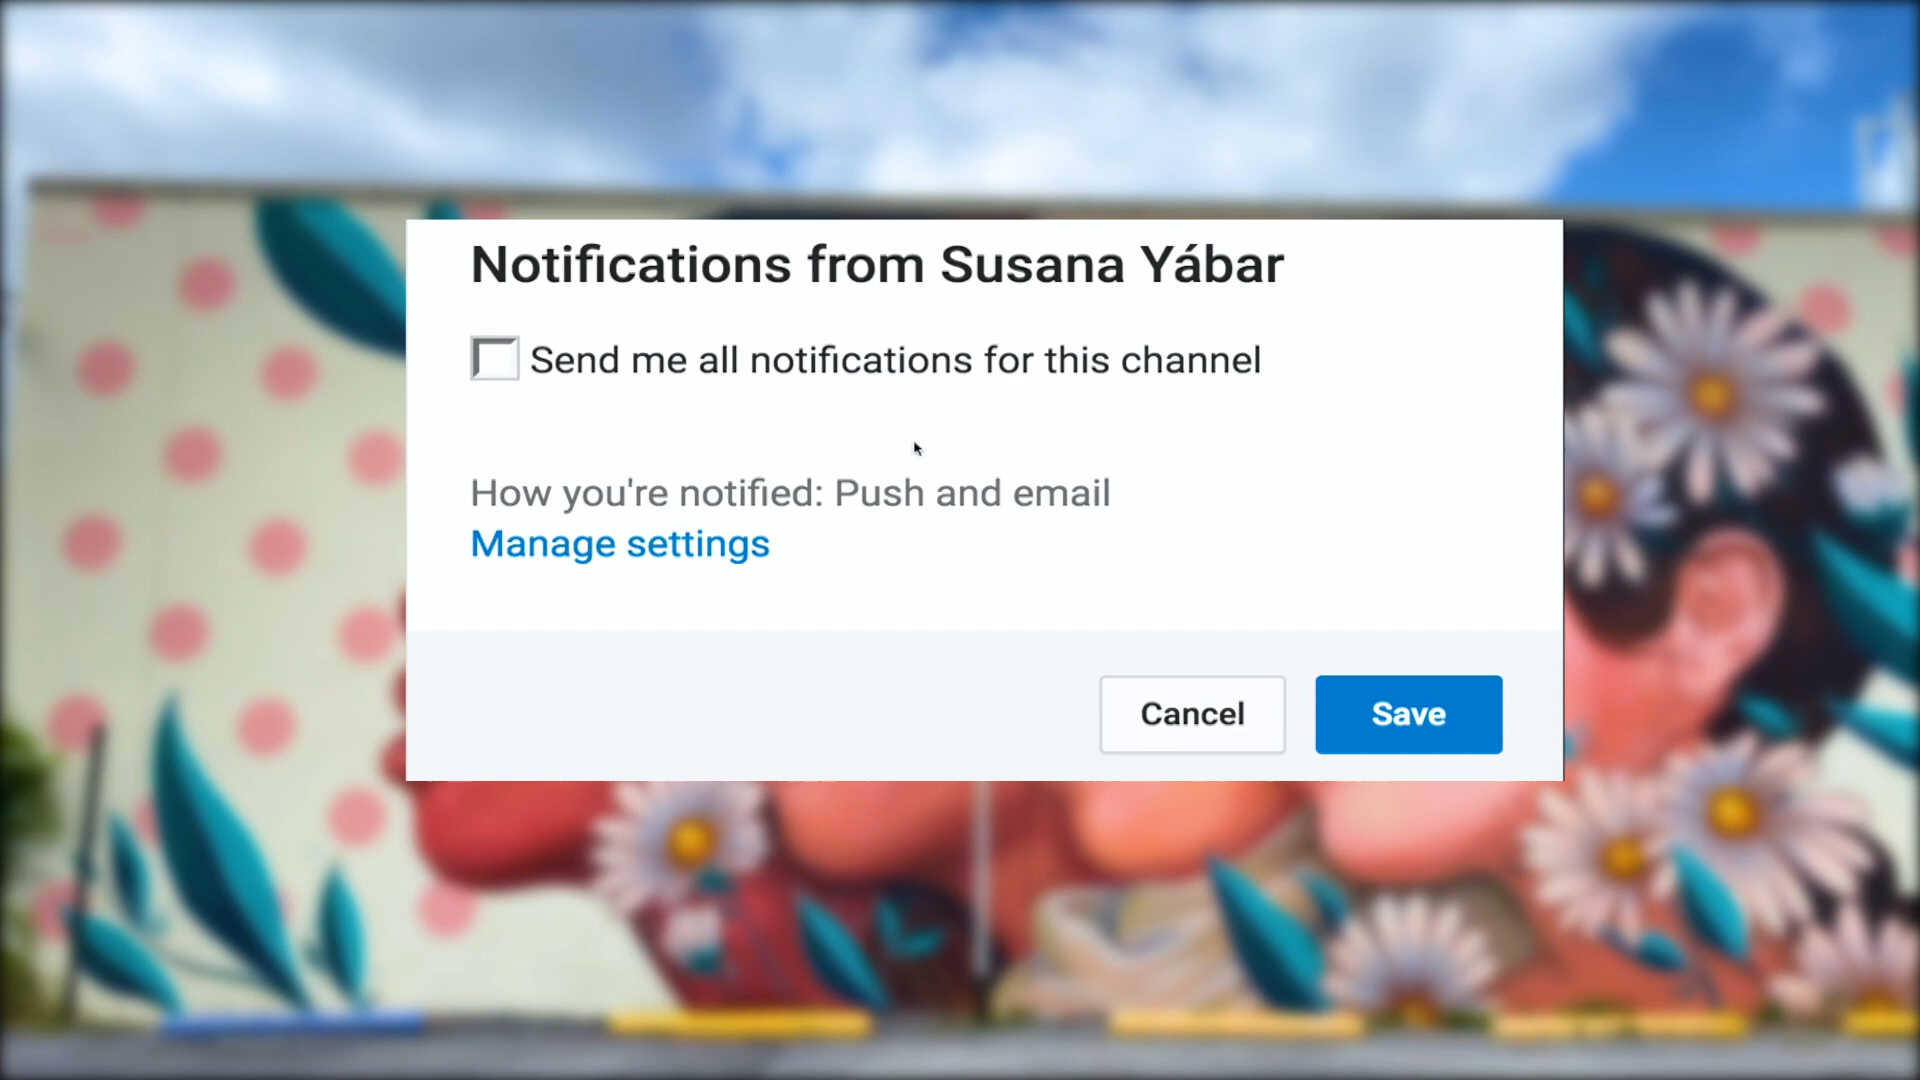 Notifications from Susana Yábar
Send me all notifications for this channel
How you're notified: Push and email
Manage settings
Cancel
Save